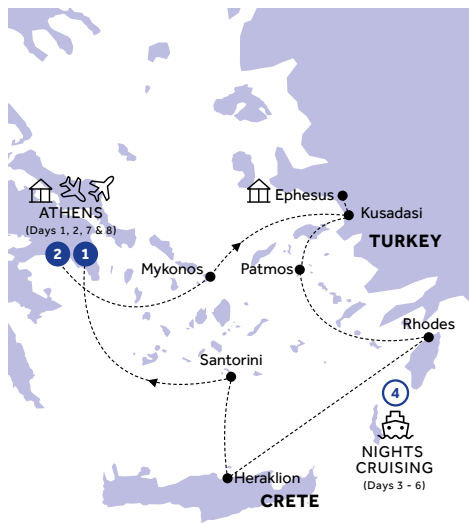 Ephesus
ATHENS
(Days 1, 2, 7 & 8)
Kusadasi
TURKEY
2 1
Mykonos
Patmos
Rhodes
Santorini
4
NIGHTS
CRUISING
(Days 3 - 6)
Heraklion
CRETE